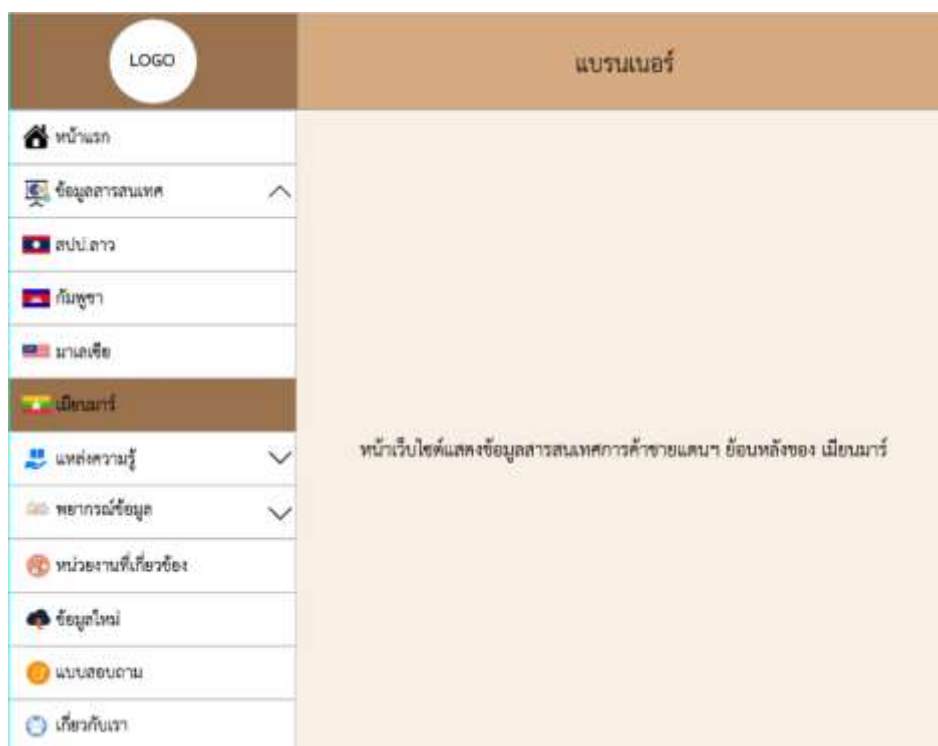 LOGO
แบรนเนอร์
หน้าแรก
ข้อมูลสารสนเทศ
สปป.ลาว
กัมพูชา
มาเลเซีย
เมียนมาร์
แหล่งความรู้
พยากรณ์ข้อมูล
หน่วยงานที่เกี่ยวข้อง
ข้อมูลใหม่
แบบสอบถาม
เกี่ยวกับเรา
หน้าเว็บไซต์แสดงข้อมูลสารสนเทศการค้าชายแดนฯ ย้อนหลังของ เมียนมาร์